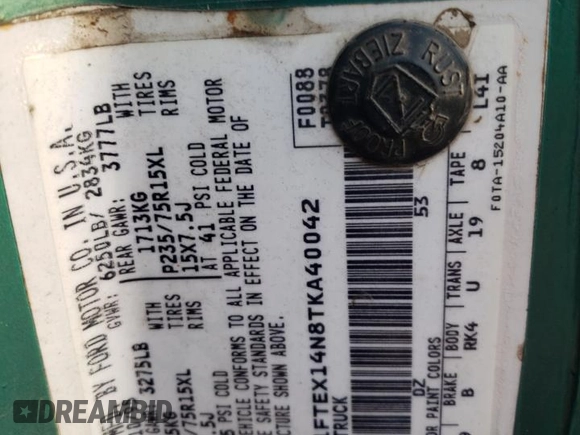 BY FORD MOTOR CO. IN U.S.A.
GVWR: 6250LB/ 2834KG
REAR GAWR: 3777LB
3275LB 1713KG WITH
WITH P235/75R15XL TIRES
TIRES 15X7.5J RIMS
75R15XL RIMS AT 41 PSI COLD
5J
PSI COLD
VEHICLE CONFORMS TO ALL APPLICABLE FEDERAL MOTOR
SAFETY STANDARDS IN EFFECT ON THE DATE OF
SHOWN ABOVE.
F0088
FTEX14N8TKA40042
TRUCK
DZ 53
PAINT COLORS
BRAKE BODY TRANS AXLE TAPE
B RK4 U 19 8 L4I
F0TA-15204A10-AA
ZIEBART
RUST
PROOF